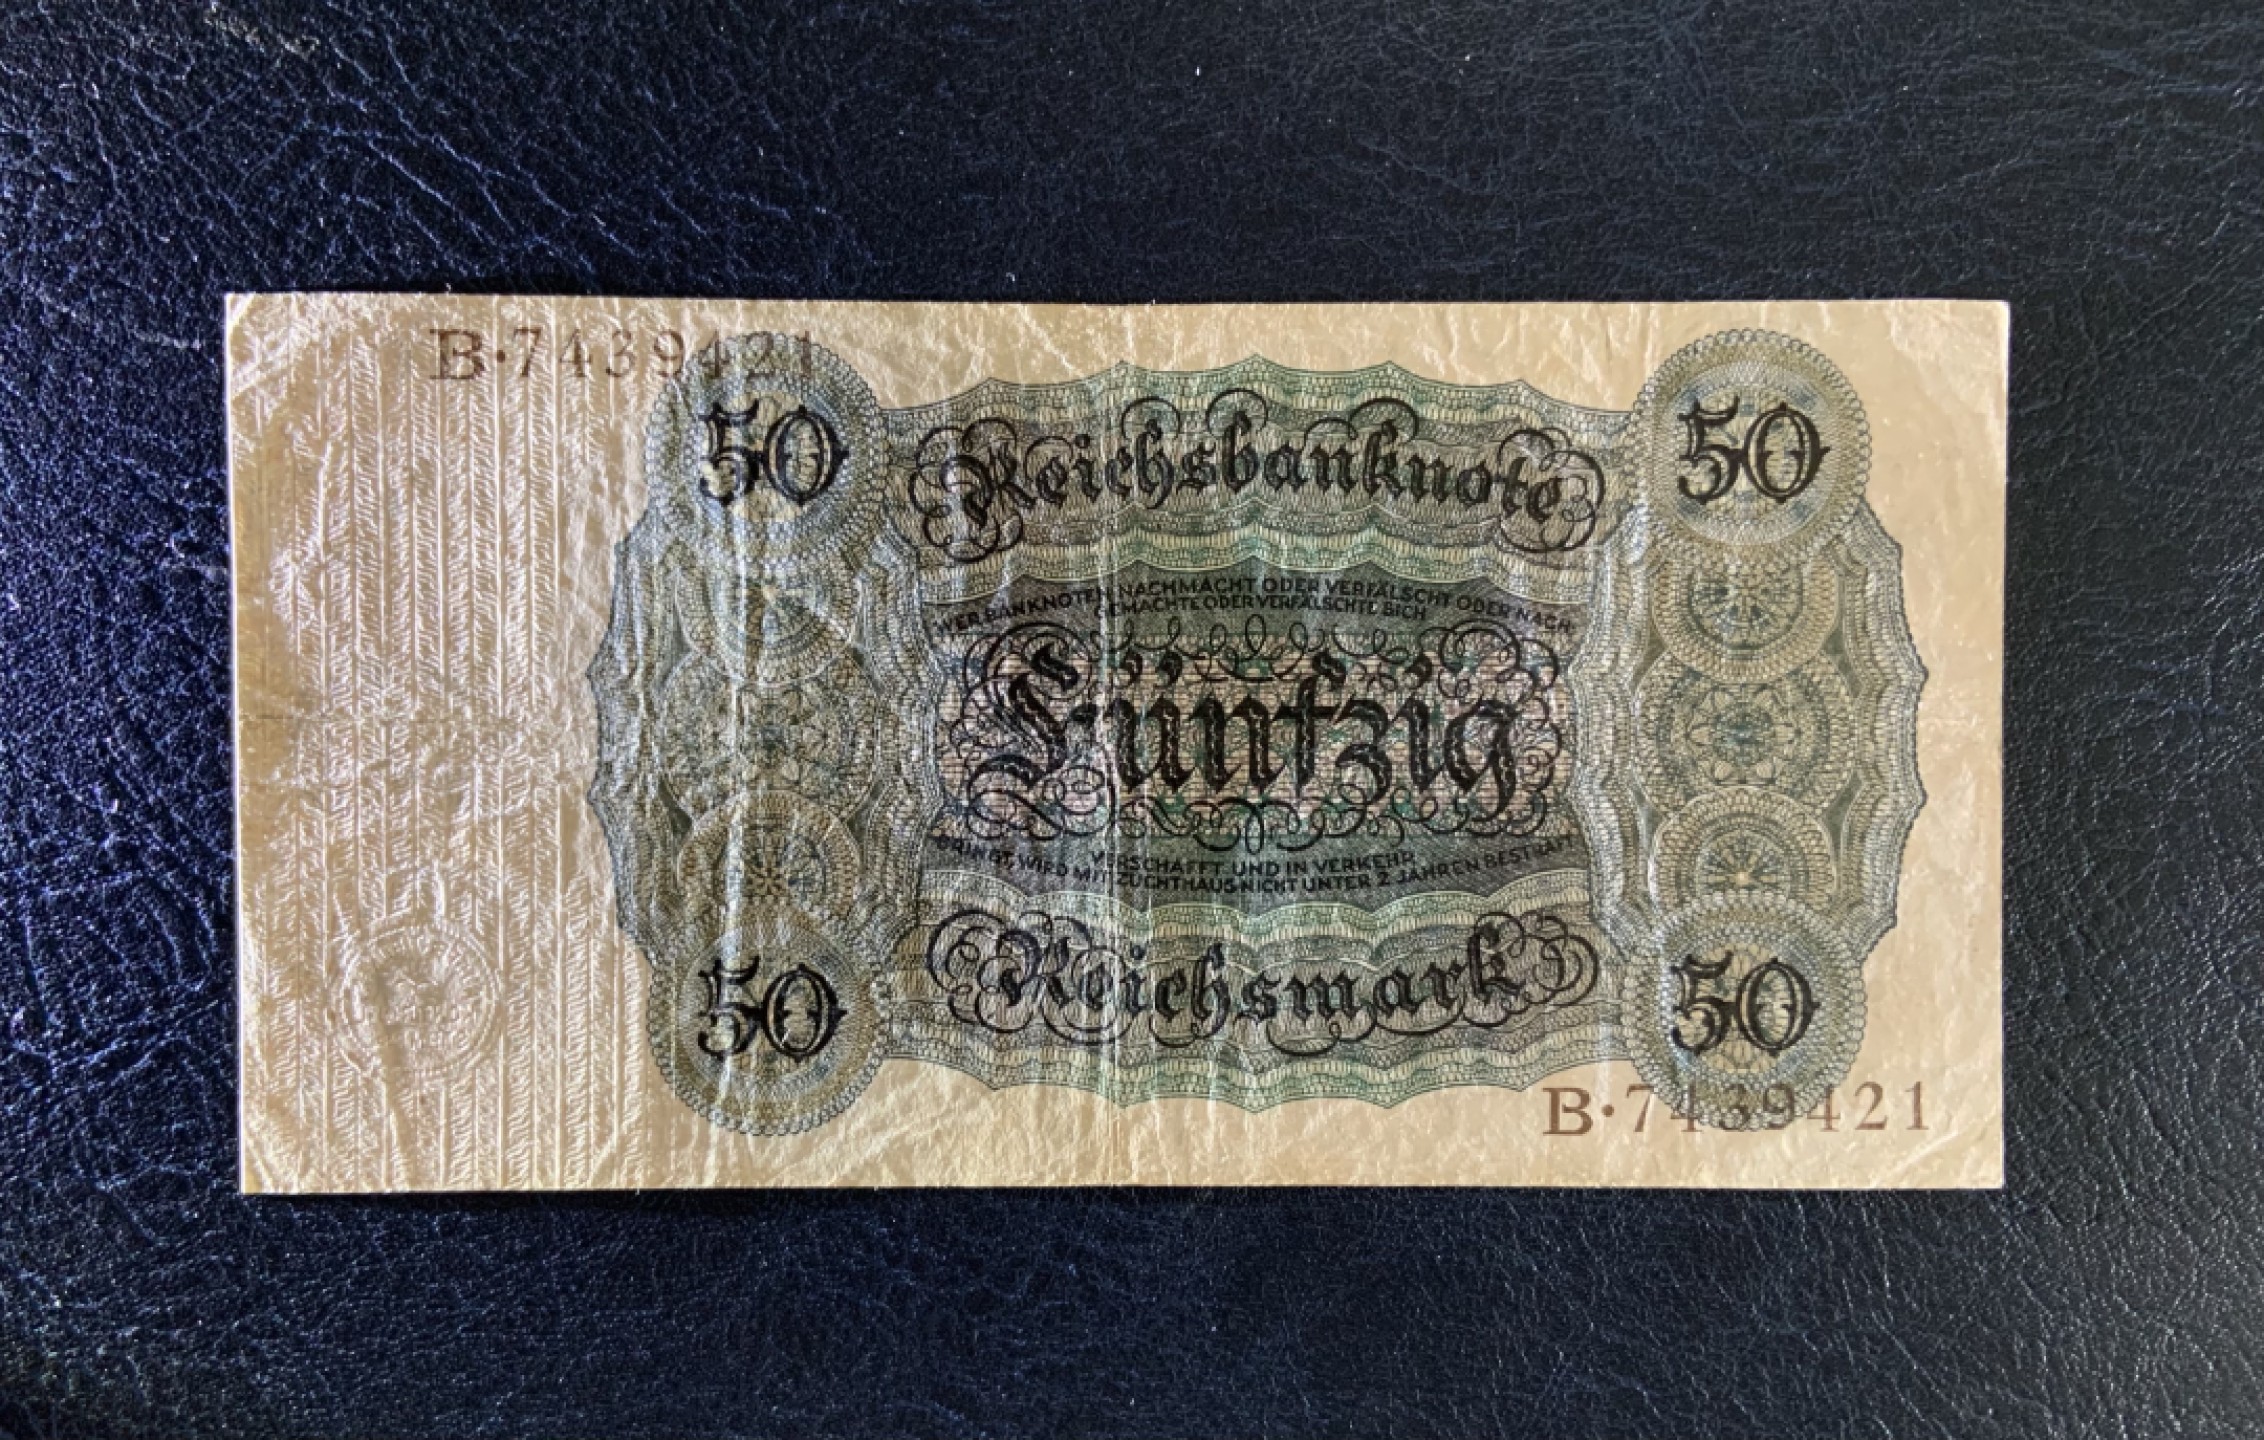 B·7439421
50
50
Reichsbanknote
WER BANKNOTEN NACHMACHT ODER VERFÄLSCHT ODER NACH-
GEMACHTE ODER VERFÄLSCHTE SICH
Fünfzig
VERSCHAFFT UND IN VERKEHR
BRINGT, WIRD MIT ZUCHTHAUS NICHT UNTER 2 JAHREN BESTRAFT
Reichsmark
50
50
B·7439421